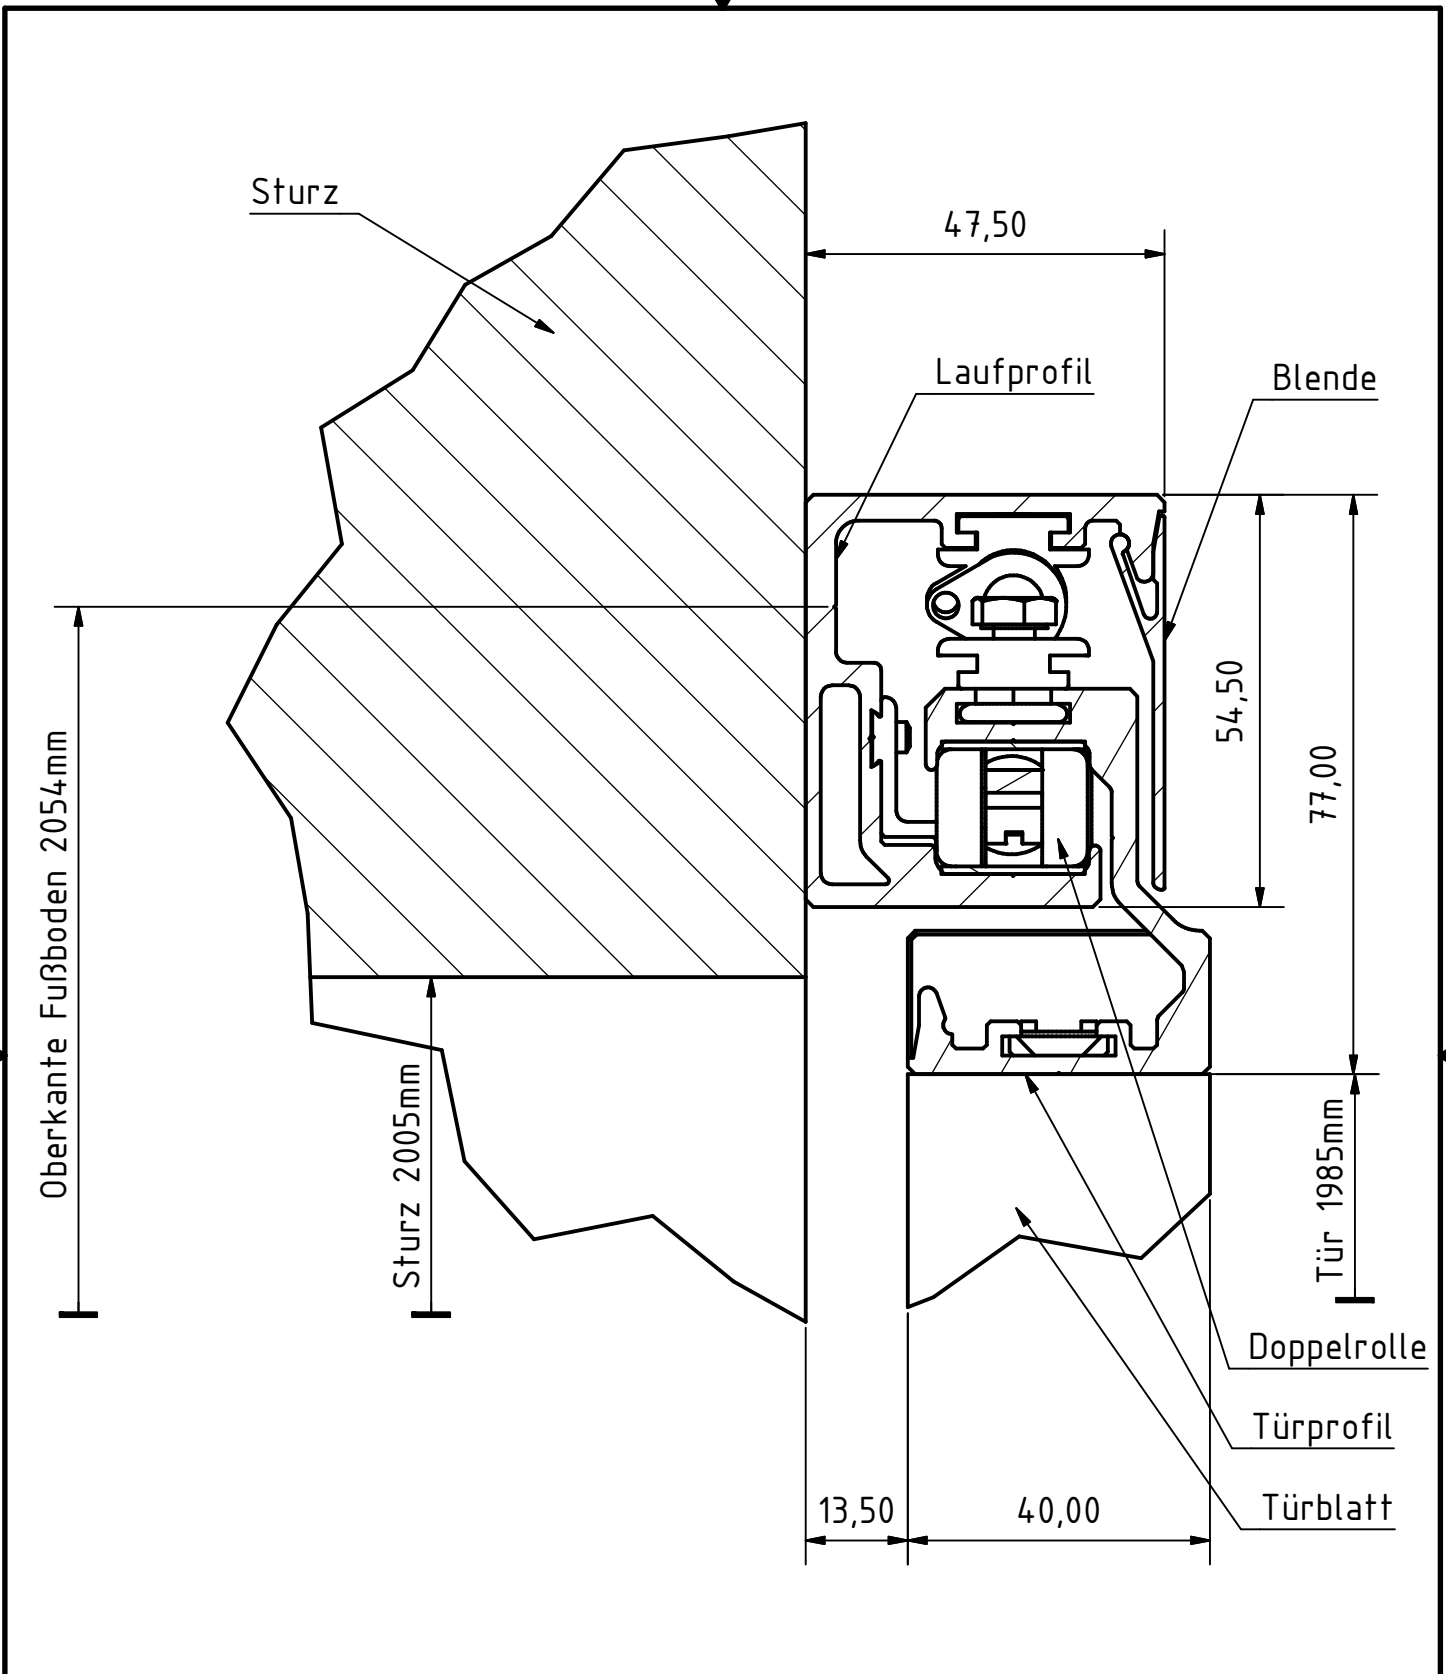 Sturz
47,50
Laufprofil
Blende
54,50
77,00
Oberkante Fußboden 2054mm
Sturz 2005mm
Tür 1985mm
Doppelrolle
Türprofil
Türblatt
13,50
40,00